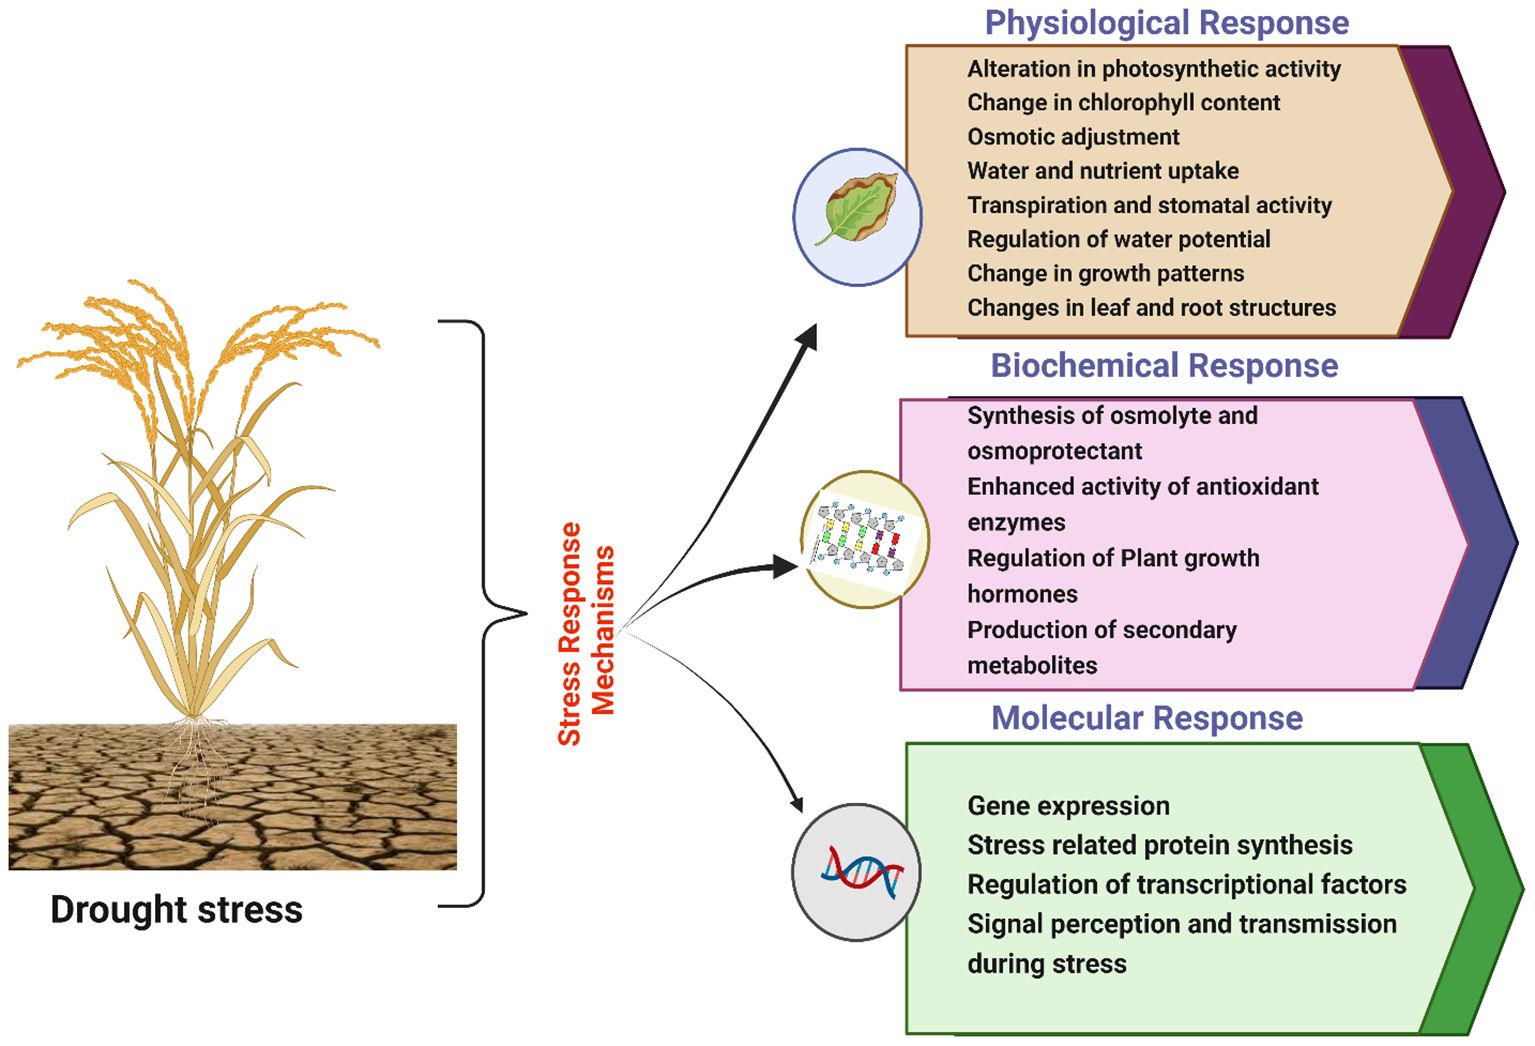 Physiological Response
Alteration in photosynthetic activity
Change in chlorophyll content
Osmotic adjustment
Water and nutrient uptake
Transpiration and stomatal activity
Regulation of water potential
Change in growth patterns
Changes in leaf and root structures
Biochemical Response
Synthesis of osmolyte and
osmoprotectant
Enhanced activity of antioxidant
enzymes
Regulation of Plant growth
hormones
Production of secondary
metabolites
Molecular Response
Gene expression
Stress related protein synthesis
Regulation of transcriptional factors
Signal perception and transmission
during stress
Stress Response
Mechanisms
Drought stress